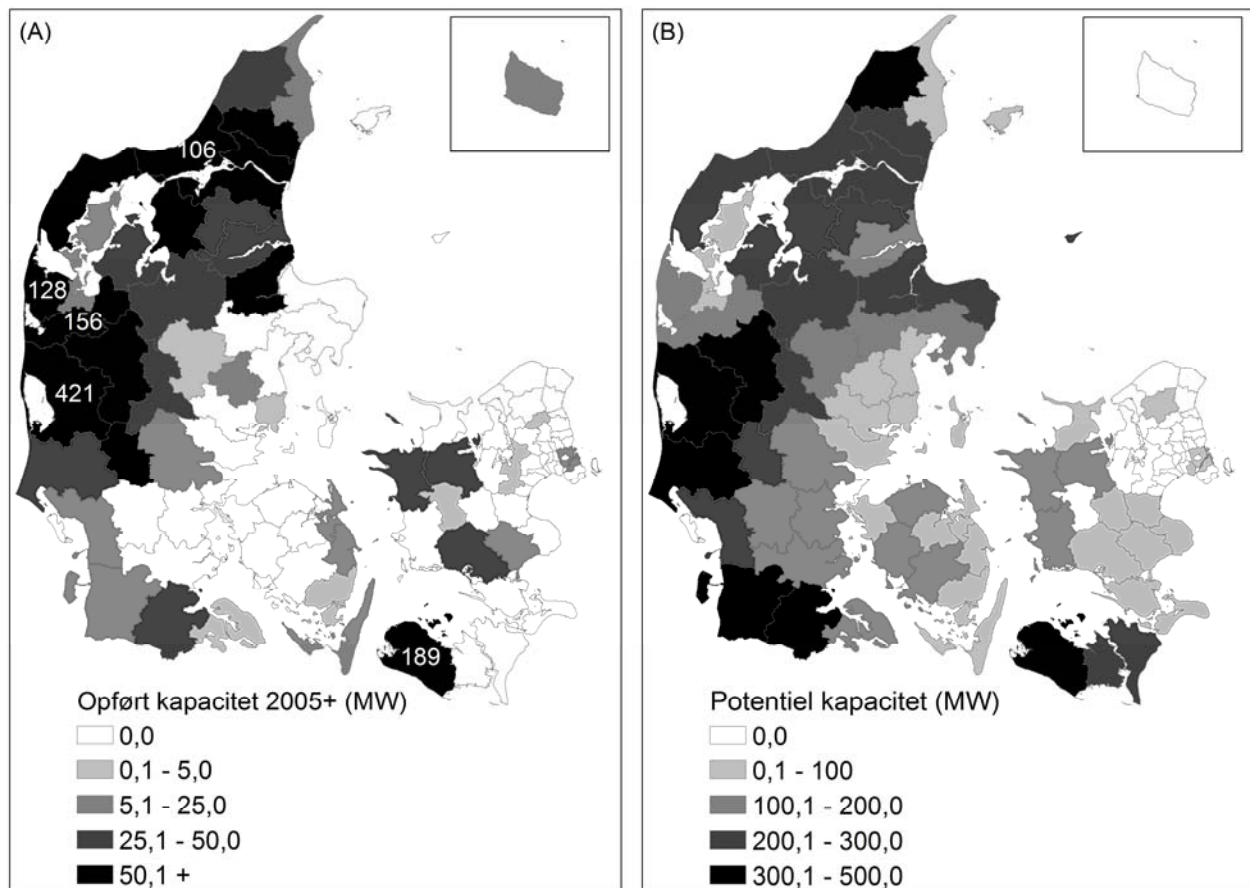 (A)
106
128
156
421
189
Opført kapacitet 2005+ (MW)
0,0
0,1 - 5,0
5,1 - 25,0
25,1 - 50,0
50,1 +
(B)
Potentiel kapacitet (MW)
0,0
0,1 - 100
100,1 - 200,0
200,1 - 300,0
300,1 - 500,0